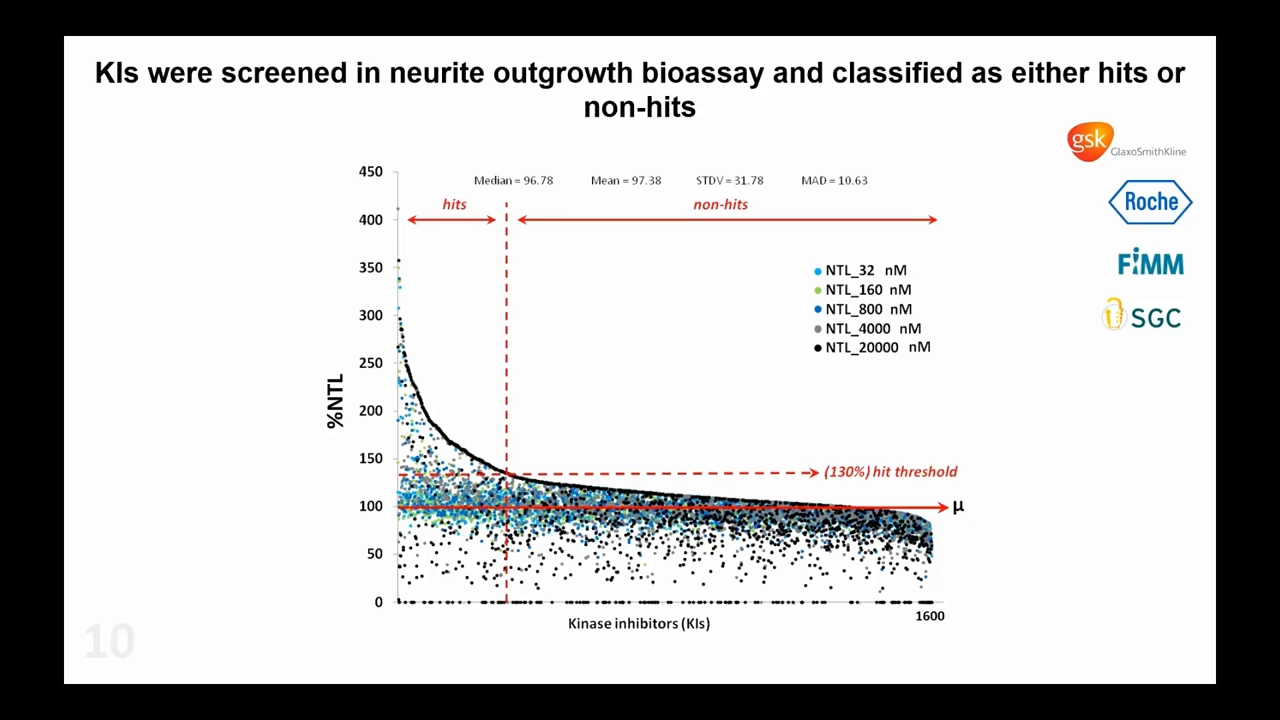 KIs were screened in neurite outgrowth bioassay and classified as either hits or
non-hits
gsk
GlaxoSmithKline
Roche
FiMM
SGC
450
400
350
300
250
200
150
100
50
0
%NTL
Median = 96.78 Mean = 97.38 STDV = 31.78 MAD = 10.63
hits non-hits
NTL_32 nM
NTL_160 nM
NTL_800 nM
NTL_4000 nM
NTL_20000 nM
(130%) hit threshold
μ
1600
Kinase inhibitors (KIs)
10